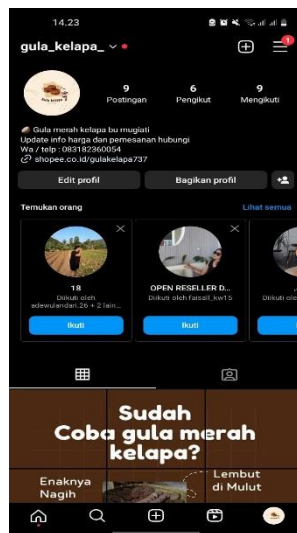 14.23
gula_kelapa_
9 6 9
Postingan Pengikut Mengikuti
Gula merah kelapa bu mugiati
Update info harga dan pemesanan hubungi
Wa / telp : 083182360054
shopee.co.id/gulakelapa737
Edit profil Bagikan profil
Temukan orang Lihat semua
18 OPEN RESELLER D...
Diikuti oleh Diikuti oleh faisall_kw15 Diikuti ole
adewulandari.26 + 2 lain...
Ikuti Ikuti
Sudah
Coba gula merah
kelapa?
Enaknya Lembut
Nagih di Mulut